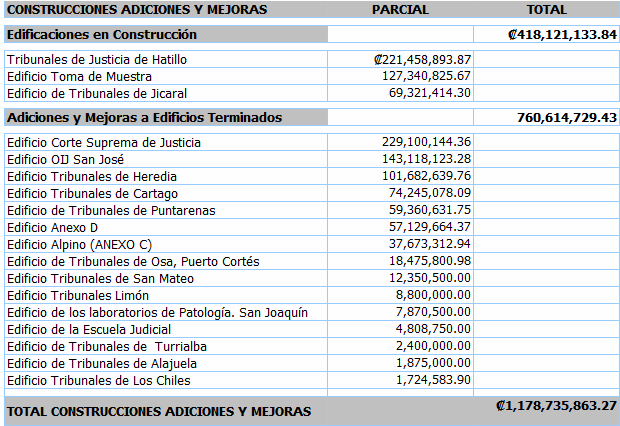 CONSTRUCCIONES ADICIONES Y MEJORAS PARCIAL TOTAL
Edificaciones en Construcción ₡418,121,133.84
Tribunales de Justicia de Hatillo ₡221,458,893.87
Edificio Toma de Muestra 127,340,825.67
Edificio de Tribunales de Jicaral 69,321,414.30
Adiciones y Mejoras a Edificios Terminados 760,614,729.43
Edificio Corte Suprema de Justicia 229,100,144.36
Edificio OIJ San José 143,118,123.28
Edificio Tribunales de Heredia 101,682,639.76
Edificio Tribunales de Cartago 74,245,078.09
Edificio de Tribunales de Puntarenas 59,360,631.75
Edificio Anexo D 57,129,664.37
Edificio Alpino (ANEXO C) 37,673,312.94
Edificio de Tribunales de Osa, Puerto Cortés 18,475,800.98
Edificio Tribunales de San Mateo 12,350,500.00
Edificio Tribunales Limón 8,800,000.00
Edificio de los laboratorios de Patología. San Joaquín 7,870,500.00
Edificio de la Escuela Judicial 4,808,750.00
Edificio de Tribunales de Turrialba 2,400,000.00
Edificio de Tribunales de Alajuela 1,875,000.00
Edificio Tribunales de Los Chiles 1,724,583.90
TOTAL CONSTRUCCIONES ADICIONES Y MEJORAS ₡1,178,735,863.27